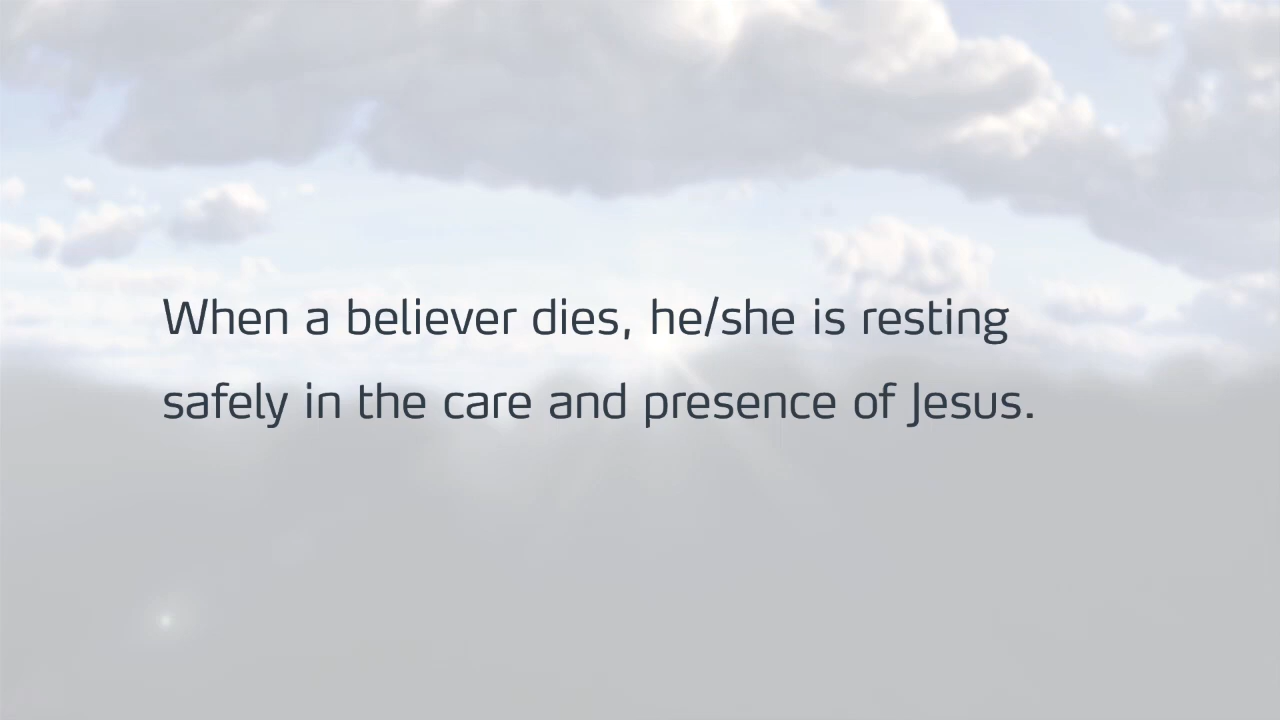 When a believer dies, he/she is resting
safely in the care and presence of Jesus.